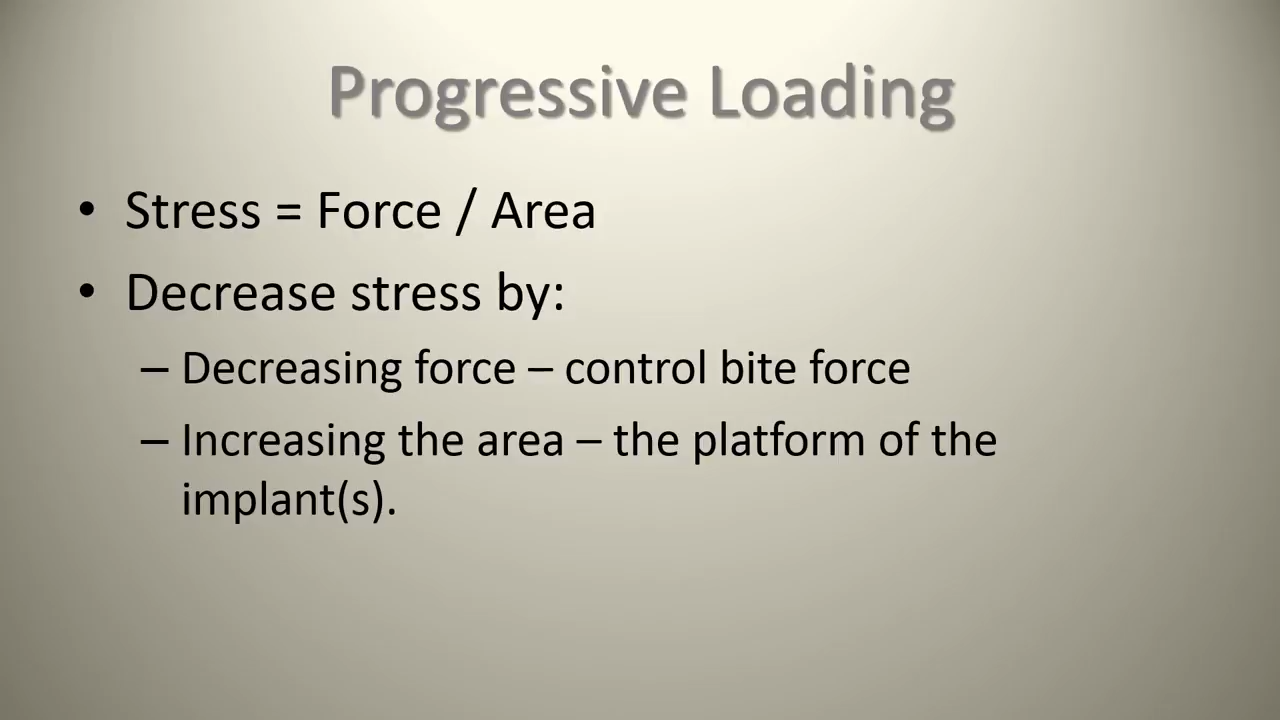 Progressive Loading
• Stress = Force / Area
• Decrease stress by:
– Decreasing force – control bite force
– Increasing the area – the platform of the
implant(s).